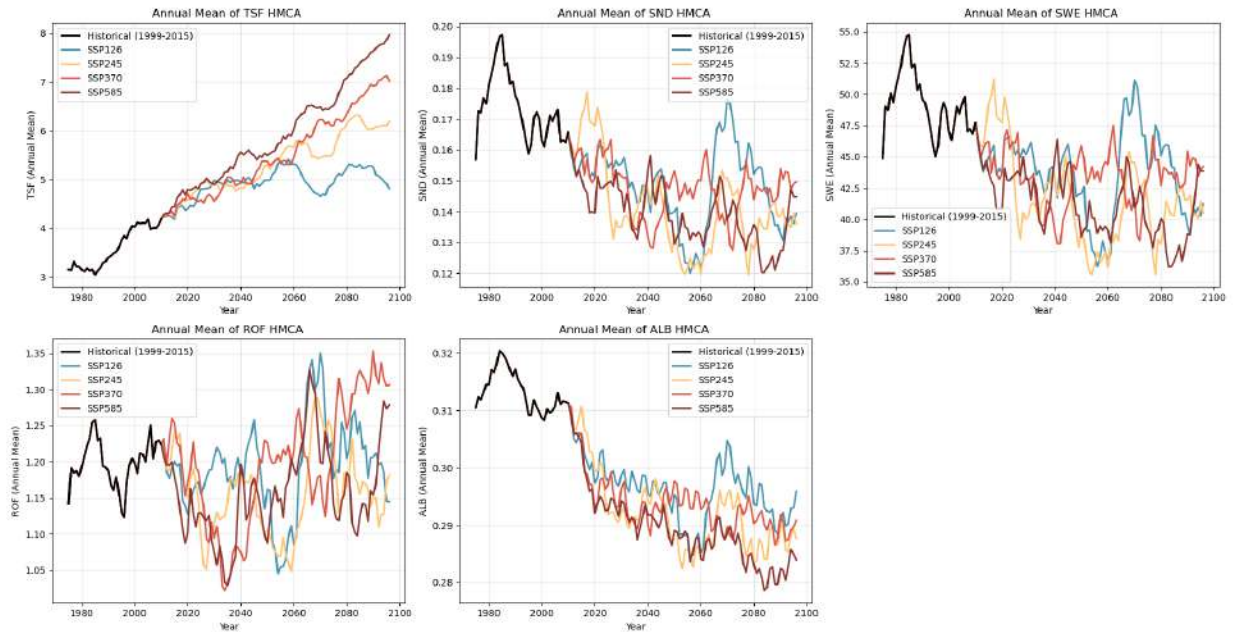 Annual Mean of TSF HMCA
8
7
6
5
4
3
TSF (Annual Mean)
Historical (1999-2015)
SSP126
SSP245
SSP370
SSP585
1980
2000
2020
2040
2060
2080
2100
Year
Annual Mean of SND HMCA
0.20
0.19
0.18
0.17
0.16
0.15
0.14
0.13
0.12
SND (Annual Mean)
Historical (1999-2015)
SSP126
SSP245
SSP370
SSP585
1980
2000
2020
2040
2060
2080
2100
Year
Annual Mean of SWE HMCA
55.0
52.5
50.0
47.5
45.0
42.5
40.0
37.5
35.0
SWE (Annual Mean)
Historical (1999-2015)
SSP126
SSP245
SSP370
SSP585
1980
2000
2020
2040
2060
2080
2100
Year
Annual Mean of ROF HMCA
1.35
1.30
1.25
1.20
1.15
1.10
1.05
ROF (Annual Mean)
Historical (1999-2015)
SSP126
SSP245
SSP370
SSP585
1980
2000
2020
2040
2060
2080
2100
Year
Annual Mean of ALB HMCA
0.32
0.31
0.30
0.29
0.28
ALB (Annual Mean)
Historical (1999-2015)
SSP126
SSP245
SSP370
SSP585
1980
2000
2020
2040
2060
2080
2100
Year